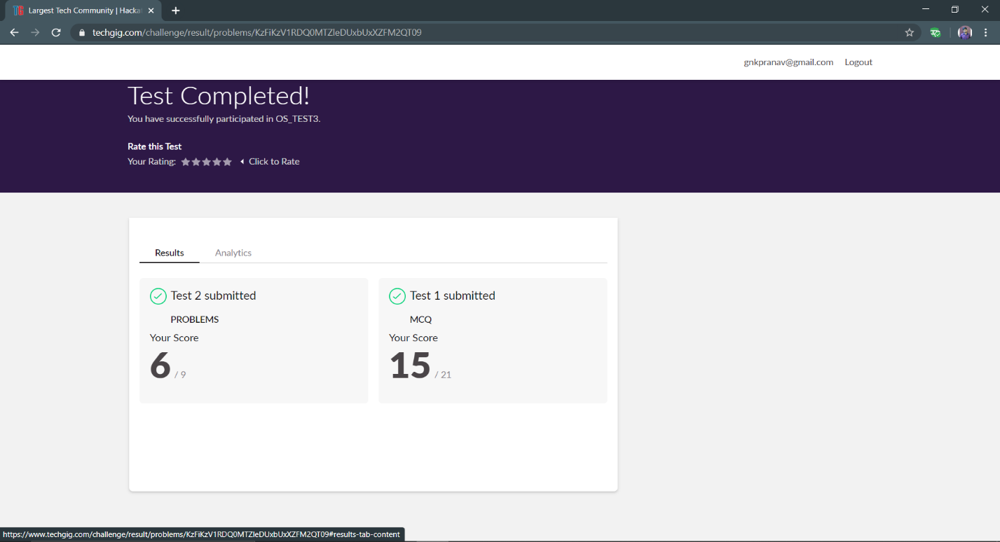 Largest Tech Community | Hacka
techgig.com/challenge/result/problems/KzFiKzV1RDQ0MTZleDUxbUxXZFM2QT09
gnkpranav@gmail.com Logout
Test Completed!
You have successfully participated in OS_TEST3.
Rate this Test
Your Rating: Click to Rate
Results Analytics
Test 2 submitted
PROBLEMS
Your Score
6 / 9
Test 1 submitted
MCQ
Your Score
15 / 21
https://www.techgig.com/challenge/result/problems/KzFiKzV1RDQ0MTZleDUxbUxXZFM2QT09#results-tab-content